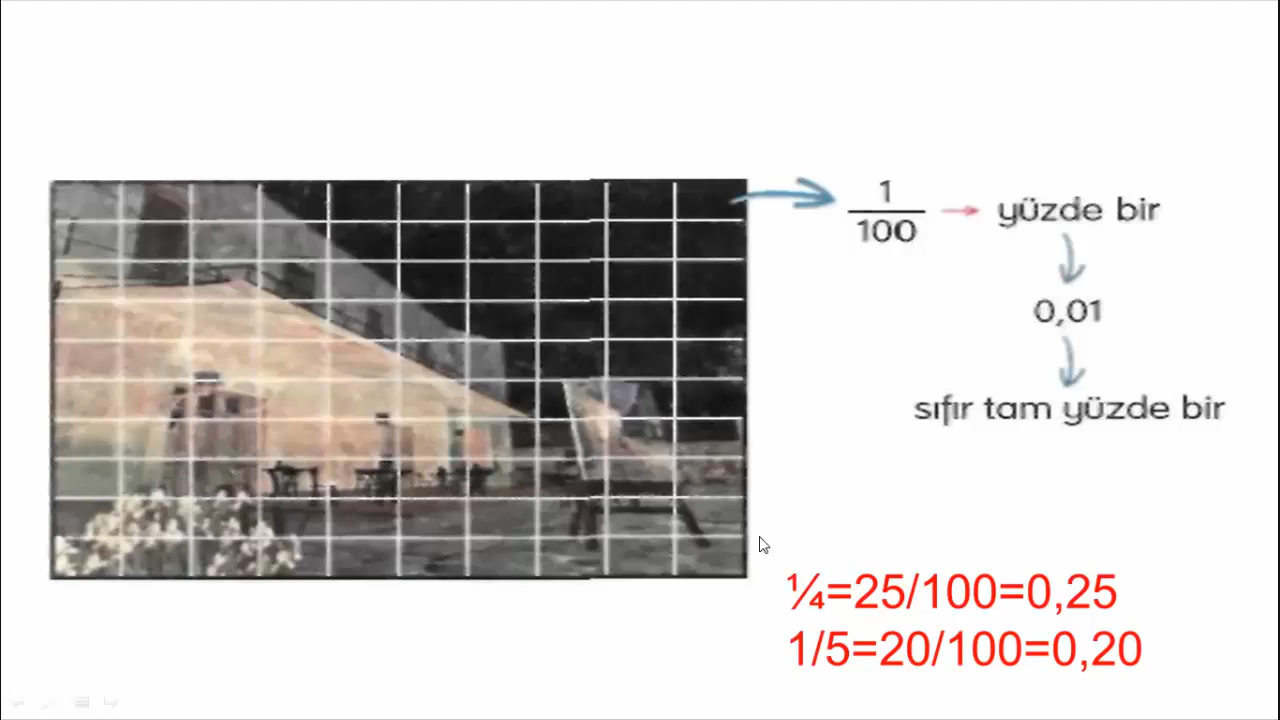 1
100
yüzde bir
0,01
sıfır tam yüzde bir
¼=25/100=0,25
1/5=20/100=0,20